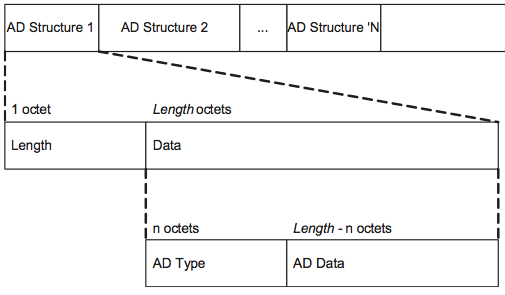 AD Structure 1 AD Structure 2 ... AD Structure 'N
1 octet Length octets
Length Data
n octets Length - n octets
AD Type AD Data